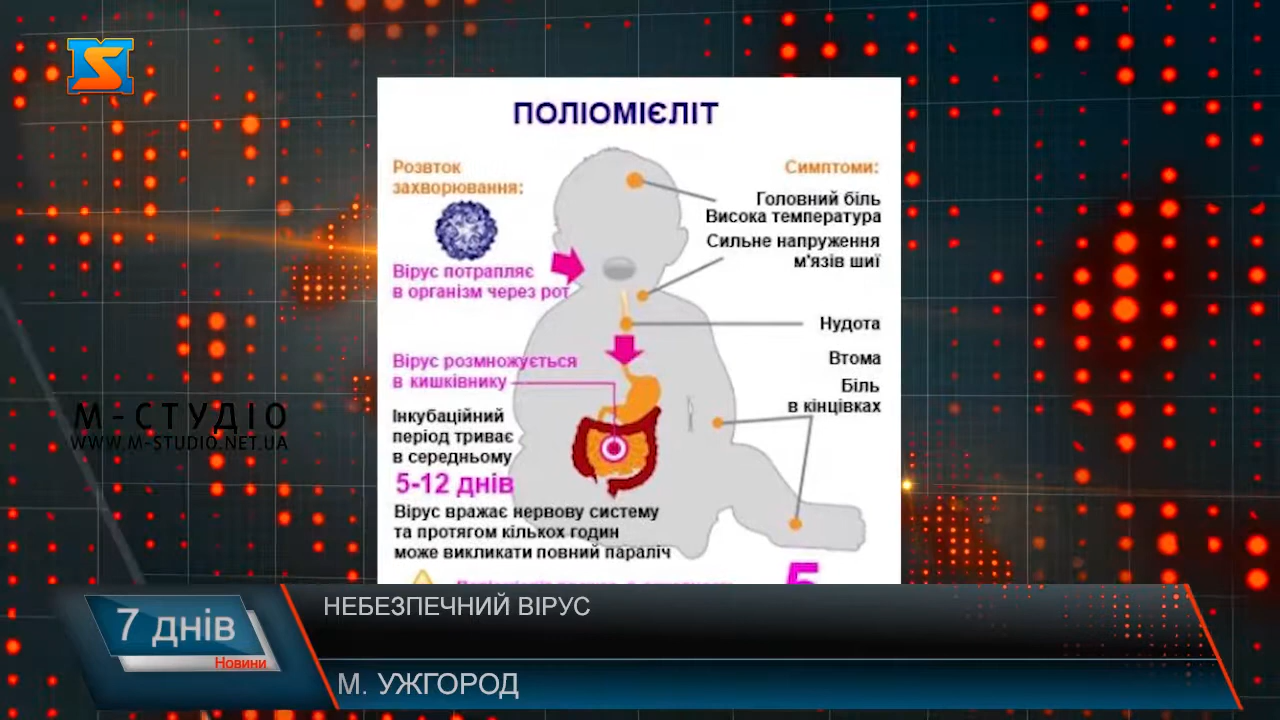 ПОЛІОМІЄЛІТ
Розвток
захворювання:
Вірус потрапляє
в організм через рот
Вірус розмножується
в кишківнику
Інкубаційний
період триває
в середньому
5-12 днів
Вірус вражає нервову систему
та протягом кількох годин
може викликати повний параліч
Симптоми:
Головний біль
Висока температура
Сильне напруження
м'язів шиї
Нудота
Втома
Біль
в кінцівках
5
М-СТУДІО
WWW.M-STUDIO.NET.UA
7 днів
Новини
НЕБЕЗПЕЧНИЙ ВІРУС
М. УЖГОРОД